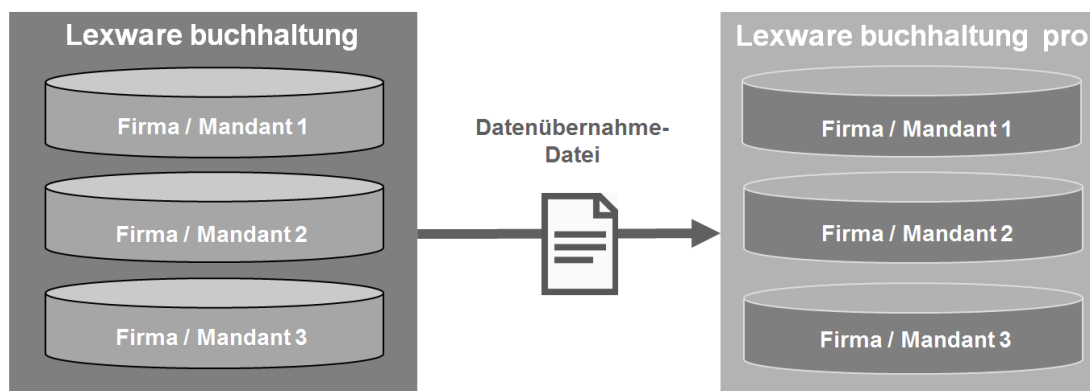 Lexware buchhaltung
Firma / Mandant 1
Firma / Mandant 2
Firma / Mandant 3
Datenübernahme-
Datei
Lexware buchhaltung pro
Firma / Mandant 1
Firma / Mandant 2
Firma / Mandant 3